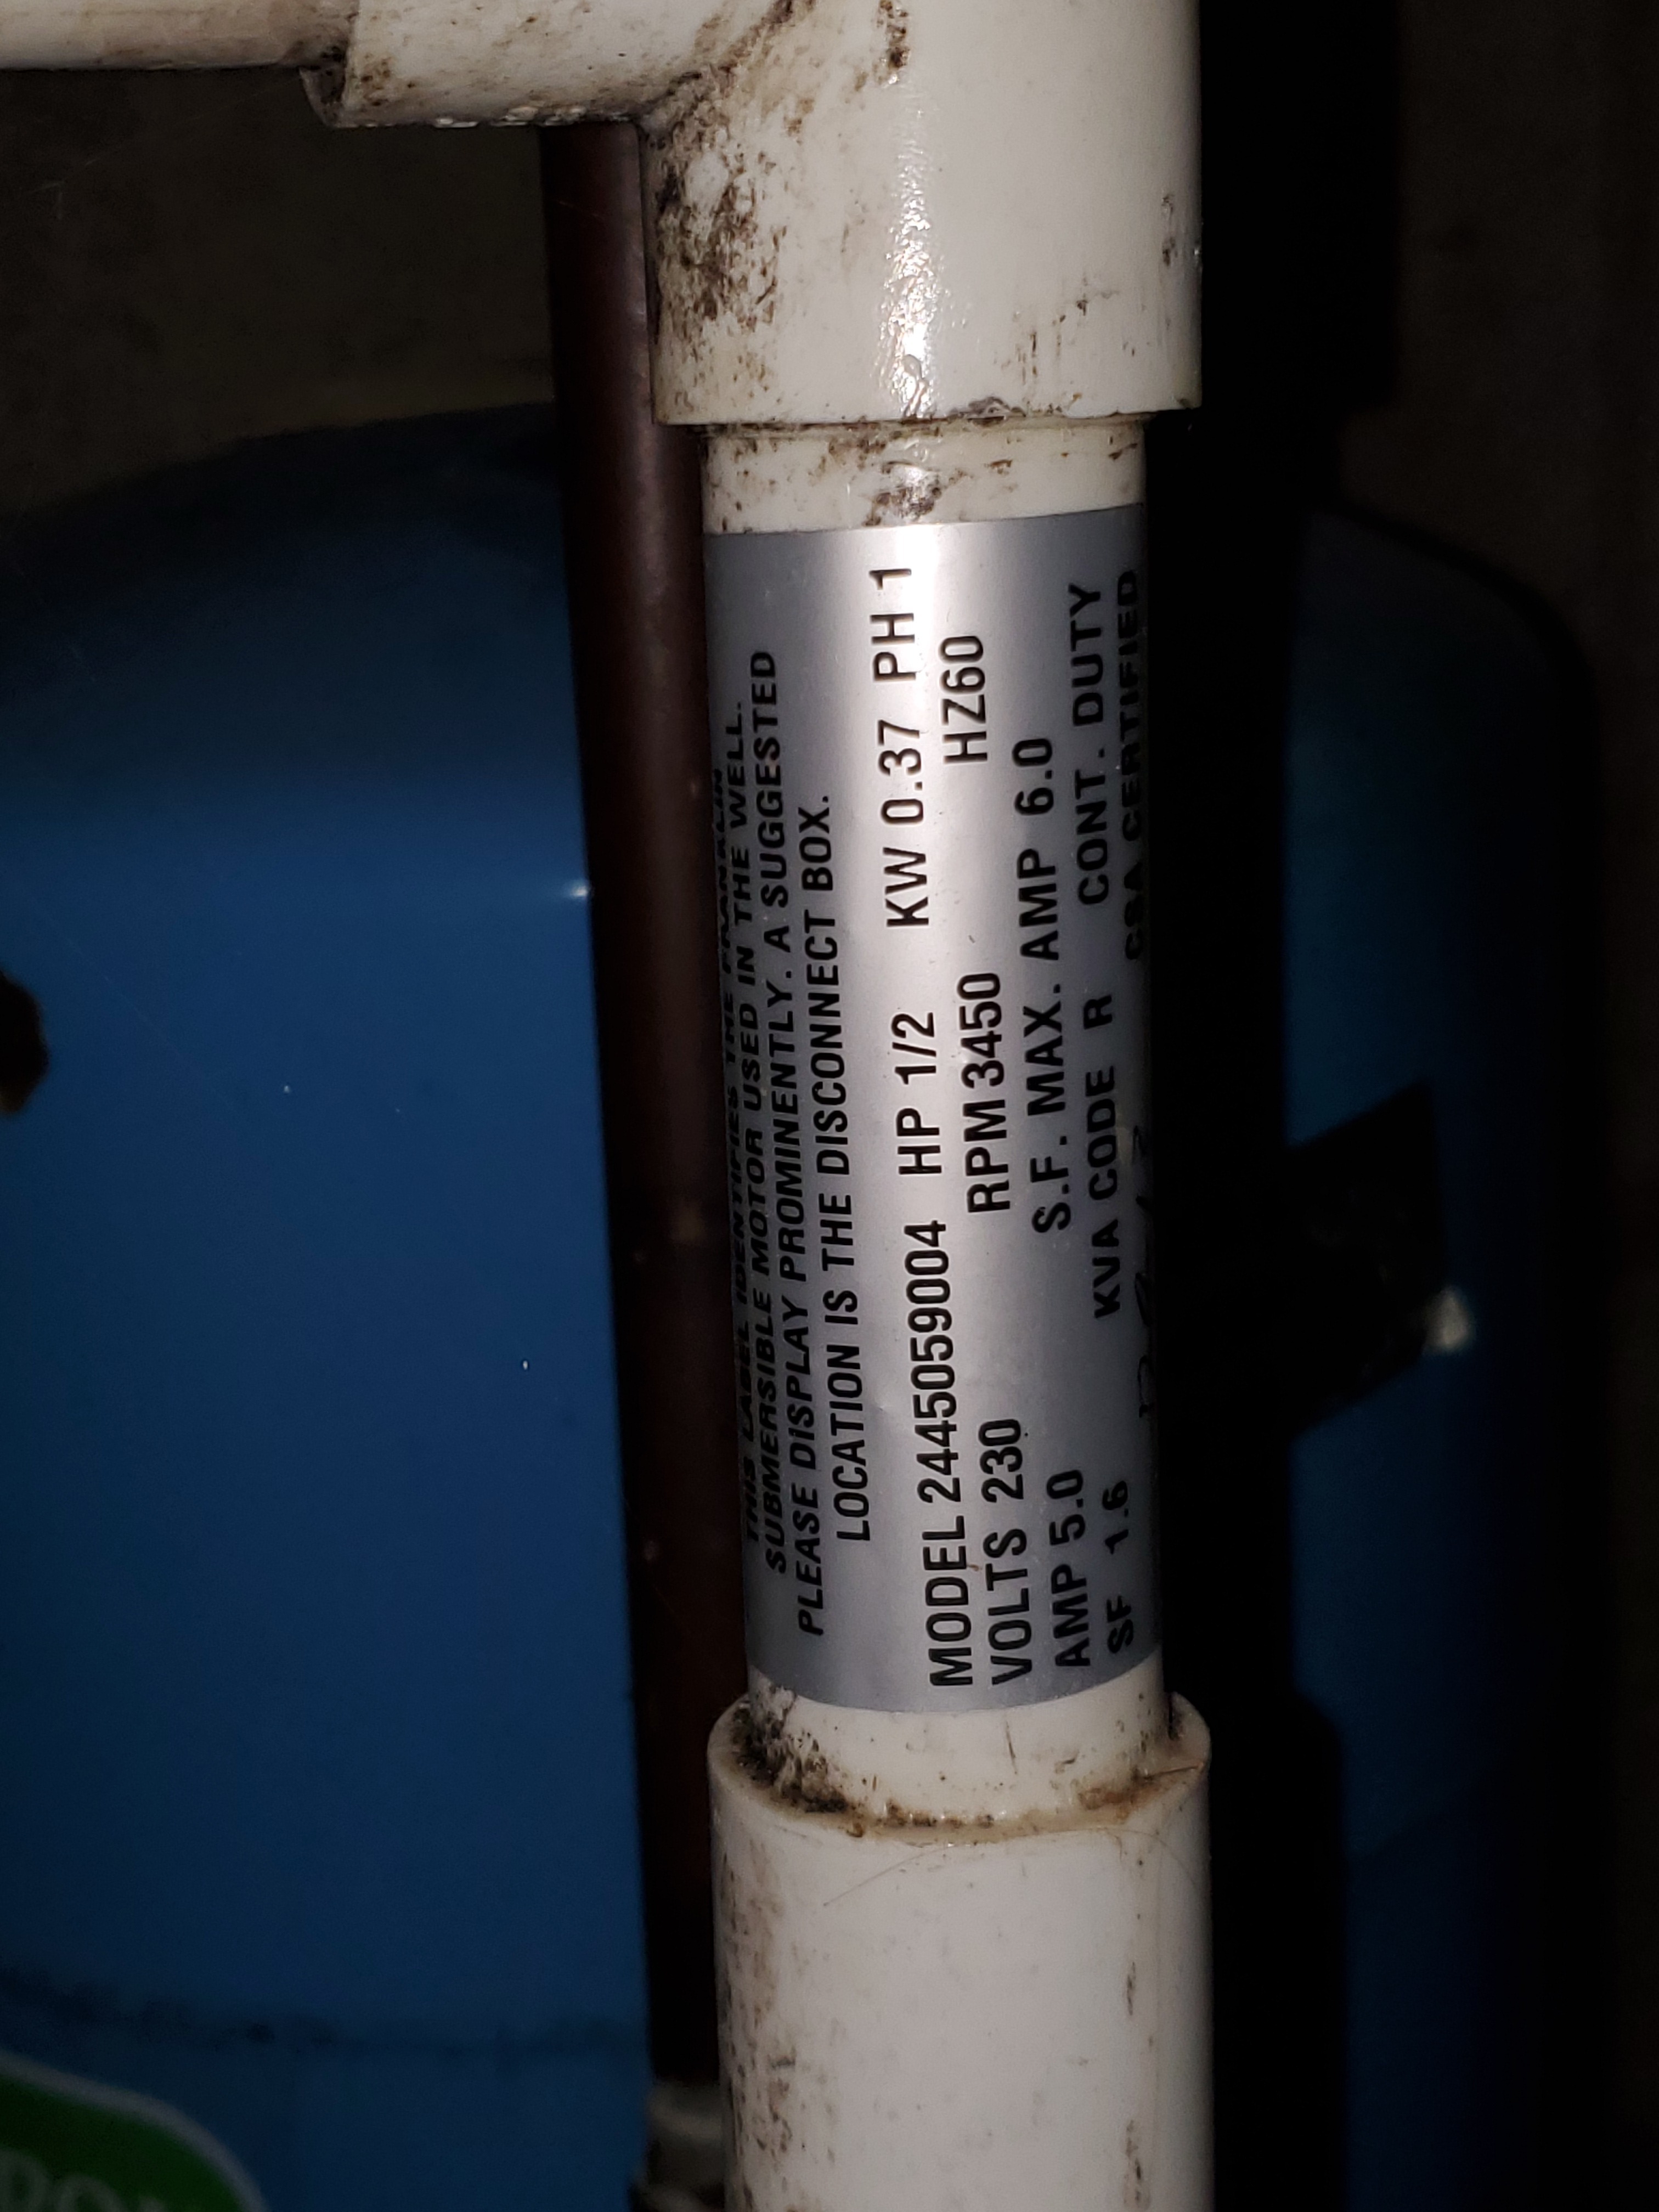 THIS LABEL IDENTIFIES THE FRANKLIN
SUBMERSIBLE MOTOR USED IN THE WELL.
PLEASE DISPLAY PROMINENTLY. A SUGGESTED
LOCATION IS THE DISCONNECT BOX.
MODEL 2445059004 HP 1/2 KW 0.37 PH 1
VOLTS 230 RPM 3450 HZ60
AMP 5.0 S.F. MAX. AMP 6.0
SF 1.6 KVA CODE R CONT. DUTY
CSA CERTIFIED